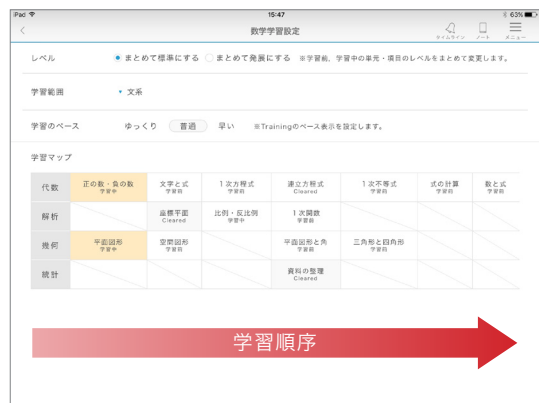 iPad 15:47 63%
数学学習設定
タイムライン ノート メニュー
レベル まとめて標準にする まとめて発展にする ※学習前、学習中の単元・項目のレベルをまとめて変更します。
学習範囲 文系
学習のペース ゆっくり 普通 早い ※Trainingのペース表示を設定します。
学習マップ
代数 正の数・負の数 文字と式 1次方程式 連立方程式 1次不等式 式の計算 数と式
学習中 学習前 学習前 Cleared 学習前 学習前 学習前
解析 座標平面 比例・反比例 1次関数
Cleared 学習中 学習前
幾何 平面図形 空間図形 平面図形と角 三角形と四角形
学習中 学習前 学習前 学習前
統計 資料の整理
Cleared
学習順序